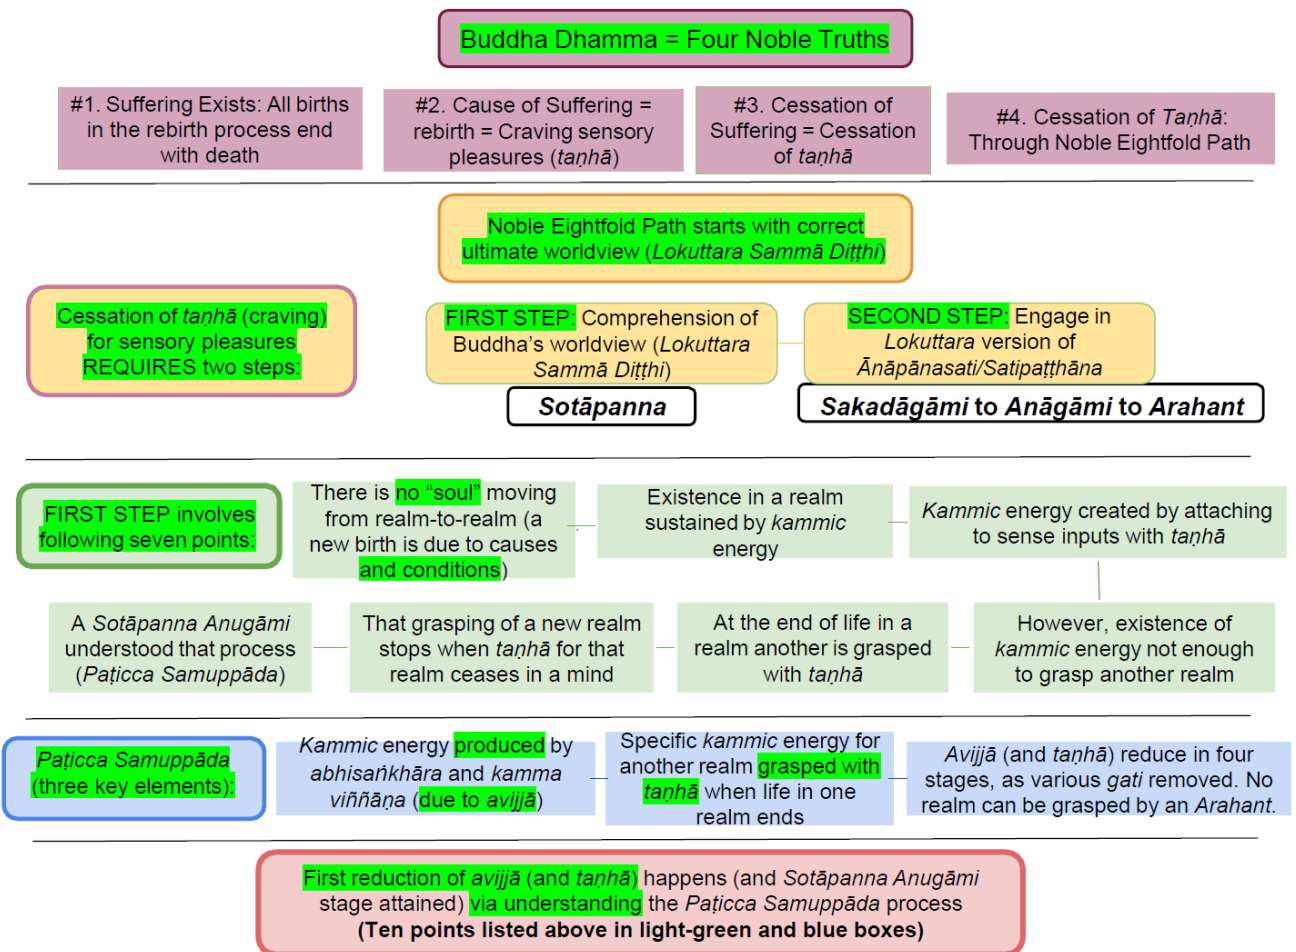 Buddha Dhamma = Four Noble Truths
#1. Suffering Exists: All births
in the rebirth process end
with death
#2. Cause of Suffering =
rebirth = Craving sensory
pleasures (taṇhā)
#3. Cessation of
Suffering = Cessation
of taṇhā
#4. Cessation of Taṇhā:
Through Noble Eightfold Path
Noble Eightfold Path starts with correct
ultimate worldview (Lokuttara Sammā Diṭṭhi)
Cessation of taṇhā (craving)
for sensory pleasures
REQUIRES two steps:
FIRST STEP: Comprehension of
Buddha's worldview (Lokuttara
Sammā Diṭṭhi)
Sotāpanna
SECOND STEP: Engage in
Lokuttara version of
Ānāpānasati/Satipaṭṭhāna
Sakadāgāmi to Anāgāmi to Arahant
FIRST STEP involves
following seven points:
There is no “soul” moving
from realm-to-realm (a
new birth is due to causes
and conditions)
Existence in a realm
sustained by kammic
energy
Kammic energy created by attaching
to sense inputs with taṇhā
However, existence of
kammic energy not enough
to grasp another realm
At the end of life in a
realm another is grasped
with taṇhā
That grasping of a new realm
stops when taṇhā for that
realm ceases in a mind
A Sotāpanna Anugāmi
understood that process
(Paṭicca Samuppāda)
Paṭicca Samuppāda
(three key elements):
Kammic energy produced by
abhisaṅkhāra and kamma
viññāṇa (due to avijjā)
Specific kammic energy for
another realm grasped with
taṇhā when life in one
realm ends
Avijjā (and taṇhā) reduce in four
stages, as various gati removed. No
realm can be grasped by an Arahant.
First reduction of avijjā (and taṇhā) happens (and Sotāpanna Anugāmi
stage attained) via understanding the Paṭicca Samuppāda process
(Ten points listed above in light-green and blue boxes)